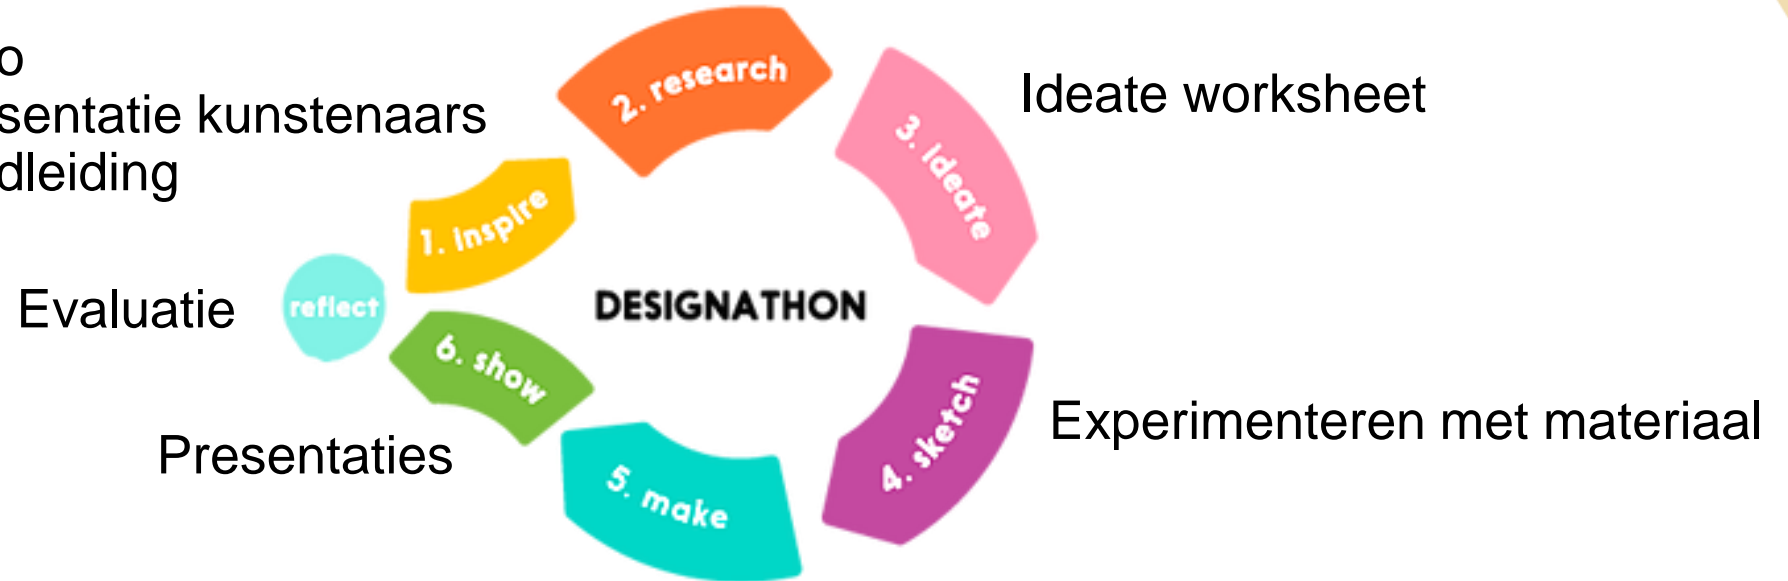 o
sentatie kunstenaars
dleiding
2. research
Ideate worksheet
3. ideate
1. inspire
Evaluatie
reflect
DESIGNATHON
6. show
Presentaties
4. sketch
Experimenteren met materiaal
5. make